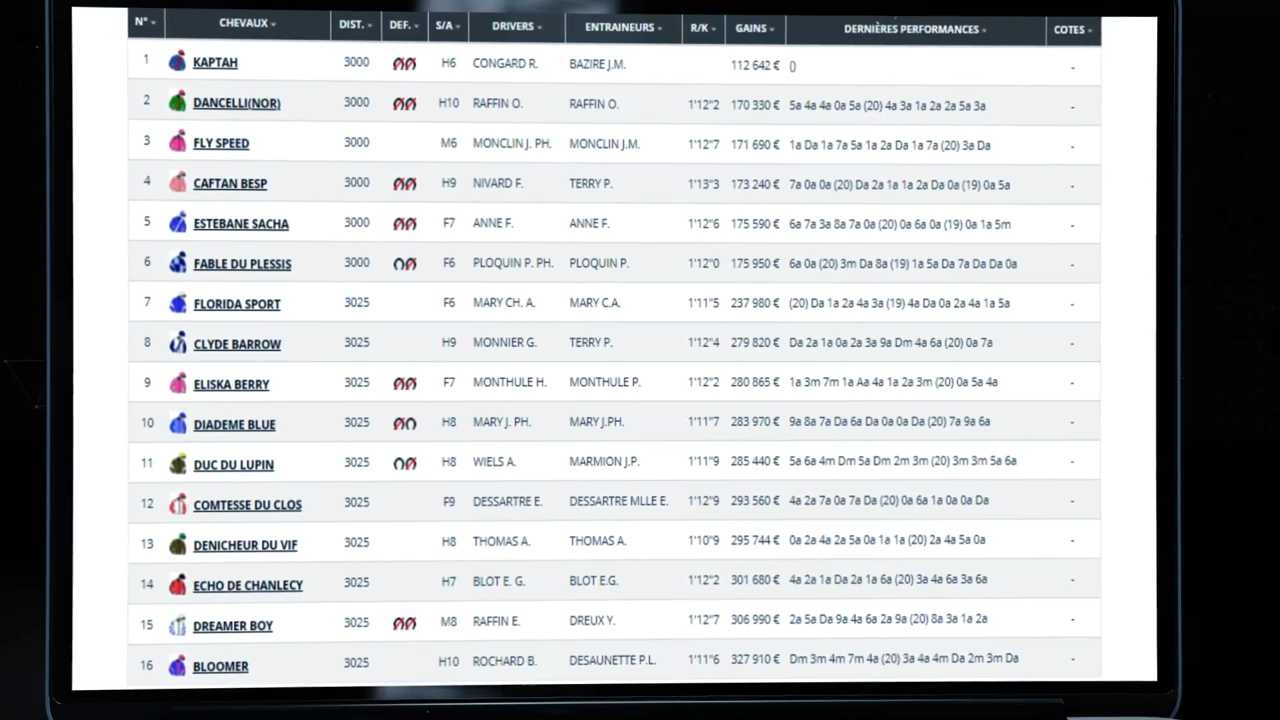 N° CHEVAUX DIST. DEF. S/A DRIVERS ENTRAINEURS R/K GAINS DERNIÈRES PERFORMANCES COTES
1 KAPTAH 3000 H6 CONGARD R. BAZIRE J.M. 112 642 € () -
2 DANCELLI(NOR) 3000 H10 RAFFIN O. RAFFIN O. 1'12"2 170 330 € 5a 4a 4a 0a 5a (20) 4a 3a 1a 2a 2a 5a 3a -
3 FLY SPEED 3000 M6 MONCLIN J. PH. MONCLIN J.M. 1'12"7 171 690 € 1a Da 1a 7a 5a 1a 2a Da 1a 7a (20) 3a Da -
4 CAFTAN BESP 3000 H9 NIVARD F. TERRY P. 1'13"3 173 240 € 7a 0a 0a (20) Da 2a 1a 1a 2a Da 0a (19) 0a 5a -
5 ESTEBANE SACHA 3000 F7 ANNE F. ANNE F. 1'12"6 175 590 € 6a 7a 3a 8a 7a 0a (20) 0a 6a 0a (19) 0a 1a 5m -
6 FABLE DU PLESSIS 3000 F6 PLOQUIN P. PH. PLOQUIN P. 1'12"0 175 950 € 6a 0a (20) 3m Da 8a (19) 1a 5a Da 7a Da Da 0a -
7 FLORIDA SPORT 3025 F6 MARY CH. A. MARY C.A. 1'11"5 237 980 € (20) Da 1a 2a 4a 3a (19) 4a Da 0a 2a 4a 1a 5a -
8 CLYDE BARROW 3025 H9 MONNIER G. TERRY P. 1'12"4 279 820 € Da 2a 1a 0a 2a 3a 9a Dm 4a 6a (20) 0a 7a -
9 ELISKA BERRY 3025 F7 MONTHULE H. MONTHULE P. 1'12"2 280 865 € 1a 3m 7m 1a Aa 4a 1a 2a 3m (20) 0a 5a 4a -
10 DIADEME BLUE 3025 H8 MARY J. PH. MARY J.PH. 1'11"7 283 970 € 9a 8a 7a Da 6a Da 0a 0a Da (20) 7a 9a 6a -
11 DUC DU LUPIN 3025 H8 WIELS A. MARMION J.P. 1'11"9 285 440 € 5a 6a 4m Dm 5a Dm 2m 3m (20) 3m 3m 5a 6a -
12 COMTESSE DU CLOS 3025 F9 DESSARTRE E. DESSARTRE MLLE E. 1'12"9 293 560 € 4a 2a 7a 0a 7a Da (20) 0a 6a 1a 0a 0a Da -
13 DENICHEUR DU VIF 3025 H8 THOMAS A. THOMAS A. 1'10"9 295 744 € 0a 2a 4a 2a 5a 0a 1a 1a (20) 2a 4a 5a 0a -
14 ECHO DE CHANLECY 3025 H7 BLOT E. G. BLOT E.G. 1'12"2 301 680 € 4a 2a 1a Da 2a 1a 6a (20) 3a 4a 6a 3a 6a -
15 DREAMER BOY 3025 M8 RAFFIN E. DREUX Y. 1'12"7 306 990 € 2a 5a Da 9a 4a 6a 2a 9a (20) 8a 3a 1a 2a -
16 BLOOMER 3025 H10 ROCHARD B. DESAUNETTE P.L. 1'11"6 327 910 € Dm 3m 4m 7m 4a (20) 3a 4a 4m Da 2m 3m Da -